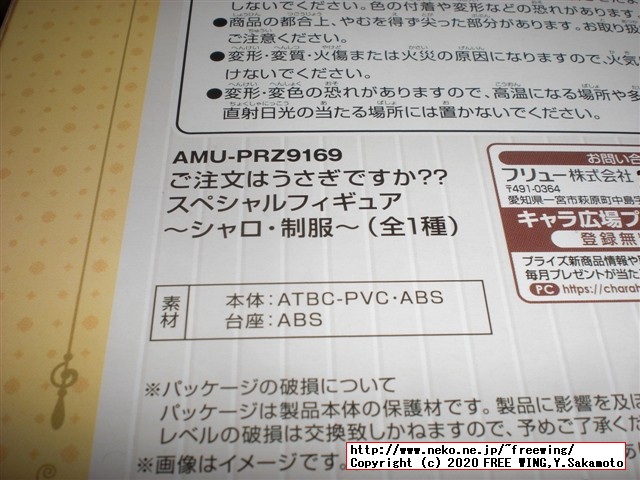 しないでください。色の付着や変形などの恐れがありま
●商品の都合上、やむを得ず尖った部分があります。お取り扱
ご注意ください。
●変形・変質・火傷または火災の原因になりますので、火気
けないでください。
●変形・変色の恐れがありますので、高温になる場所や多
直射日光の当たる場所には置かないでください。
AMU-PRZ9169
ご注文はうさぎですか??
スペシャルフィギュア
〜シャロ・制服〜(全1種)
素材
本体:ATBC-PVC・ABS
台座:ABS
お問い合
フリュー株式会社
〒491-0364
愛知県一宮市萩原町中島字
キャラ広場プ
登録無
プライズ新商品情報や
毎月プレゼントが当た
PC https://charah
※パッケージの破損について
パッケージは製品本体の保護材です。製品に影響を及ぼ
レベルの破損は交換致しかねますので、予めご了承くだ
※画像はイメージです。
http://www.neko.ne.jp/~freewing/
Copyright (c) 2020 FREE WING,Y.Sakamoto